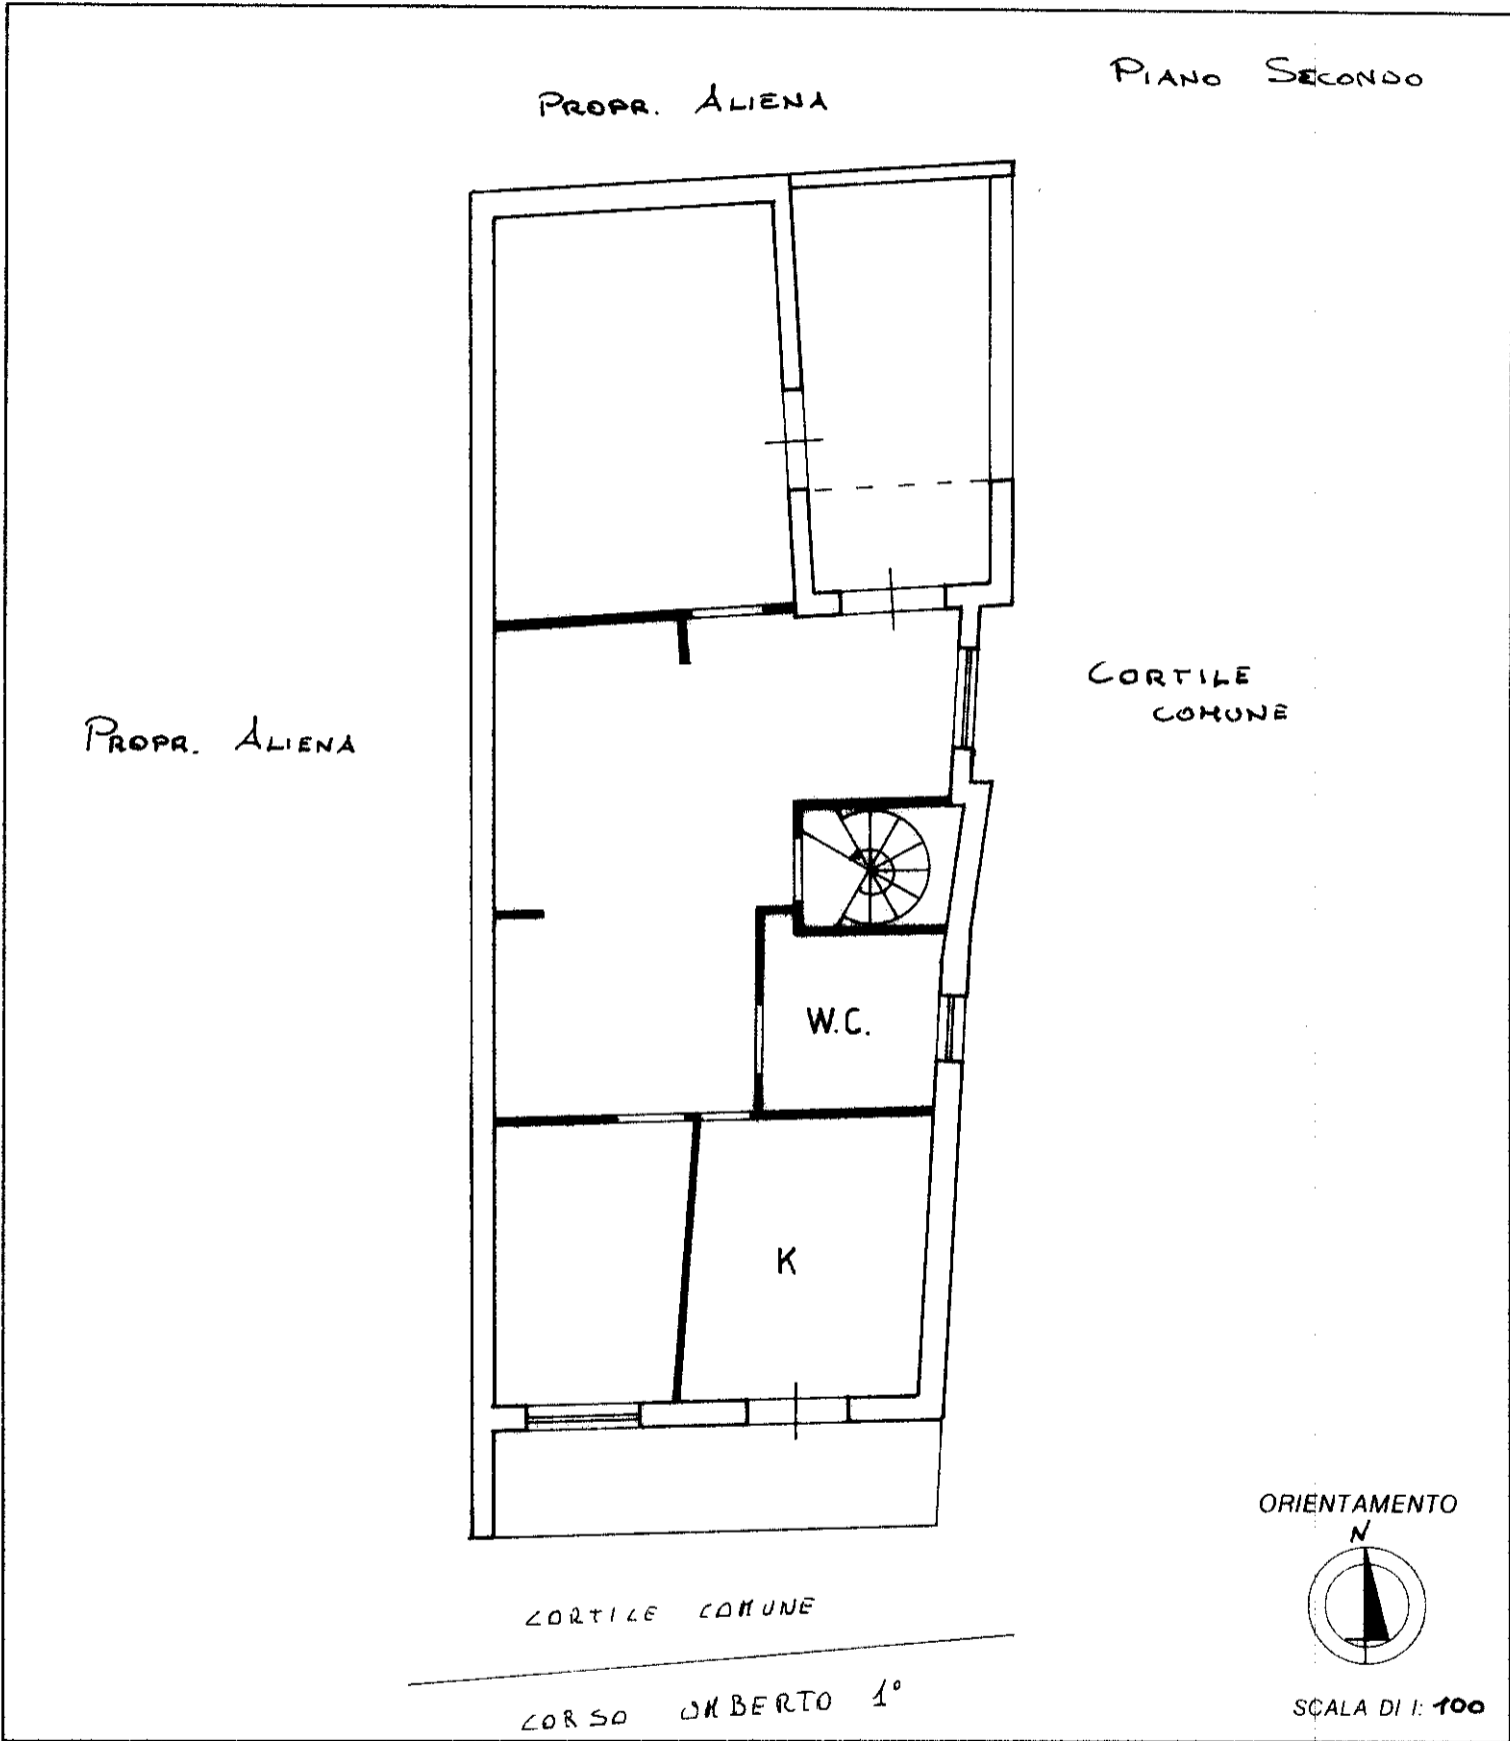 PIANO SECONDO
PROPR. ALIENA
CORTILE
COMUNE
PROPR. ALIENA
W.C.
K
ORIENTAMENTO
N
CORTILE COMUNE
CORSO UMBERTO 1°
SCALA DI 1: 100